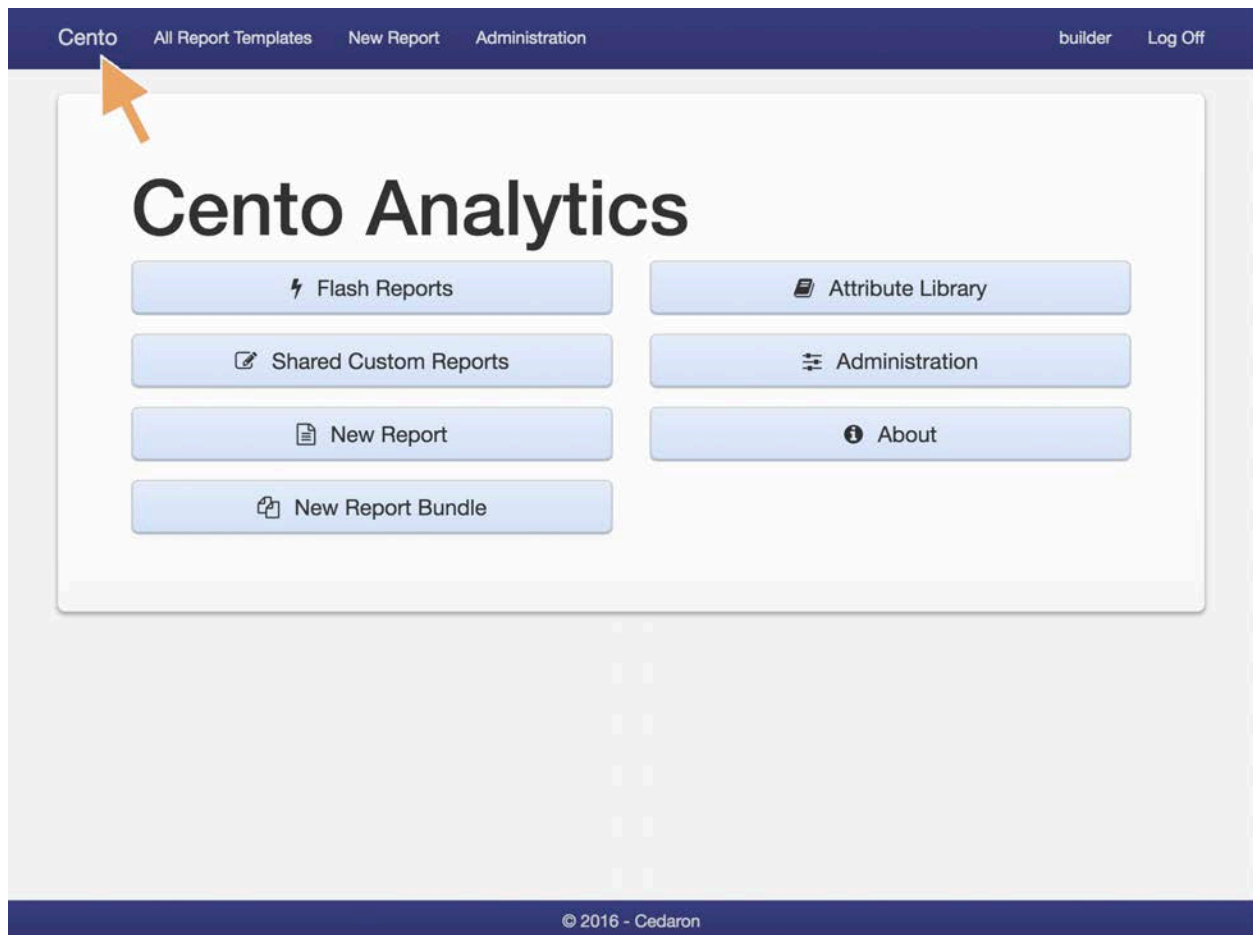 Cento All Report Templates New Report Administration builder Log Off
Cento Analytics
Flash Reports
Attribute Library
Shared Custom Reports
Administration
New Report
About
New Report Bundle
© 2016 - Cedaron